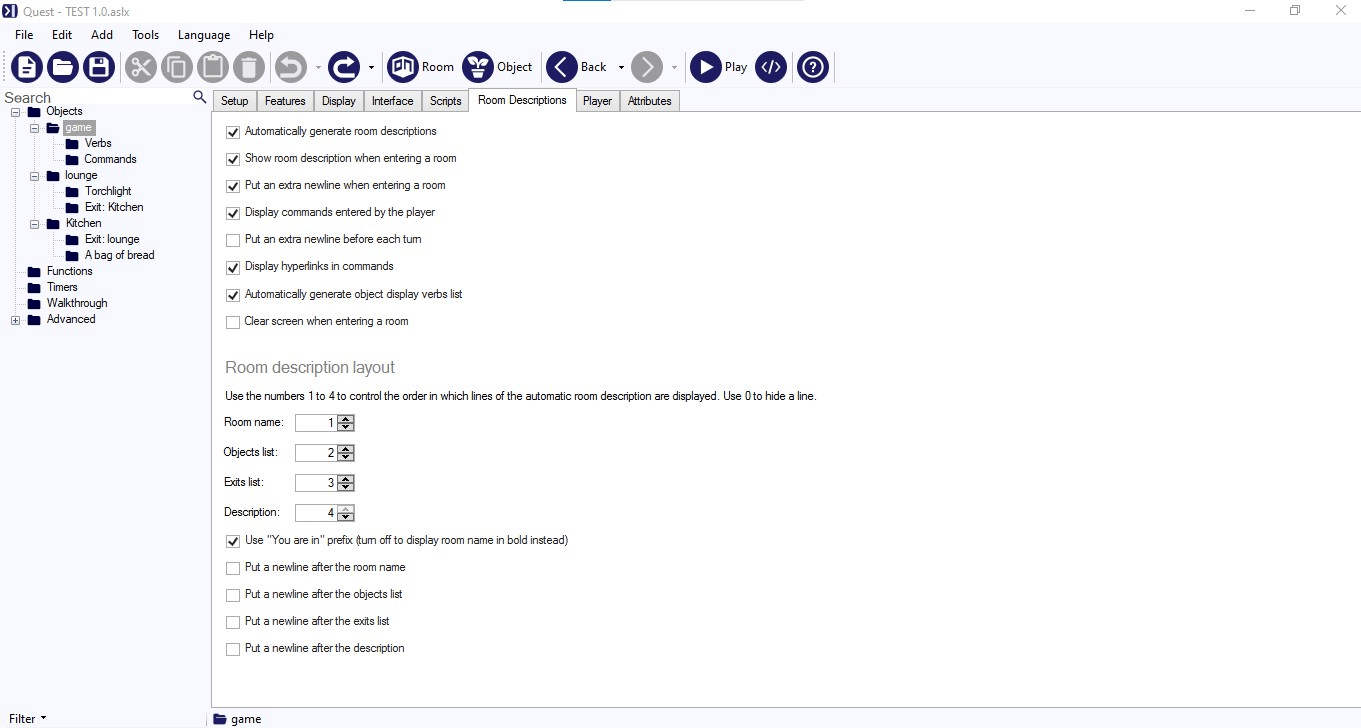 Quest - TEST 1.0.aslx
File Edit Add Tools Language Help
Room Object Back Play
Search
Objects
game
Verbs
Commands
lounge
Torchlight
Exit: Kitchen
Kitchen
Exit: lounge
A bag of bread
Functions
Timers
Walkthrough
Advanced
Setup Features Display Interface Scripts Room Descriptions Player Attributes
Automatically generate room descriptions
Show room description when entering a room
Put an extra newline when entering a room
Display commands entered by the player
Put an extra newline before each turn
Display hyperlinks in commands
Automatically generate object display verbs list
Clear screen when entering a room
Room description layout
Use the numbers 1 to 4 to control the order in which lines of the automatic room description are displayed. Use 0 to hide a line.
Room name: 1
Objects list: 2
Exits list: 3
Description: 4
Use "You are in" prefix (turn off to display room name in bold instead)
Put a newline after the room name
Put a newline after the objects list
Put a newline after the exits list
Put a newline after the description
Filter game